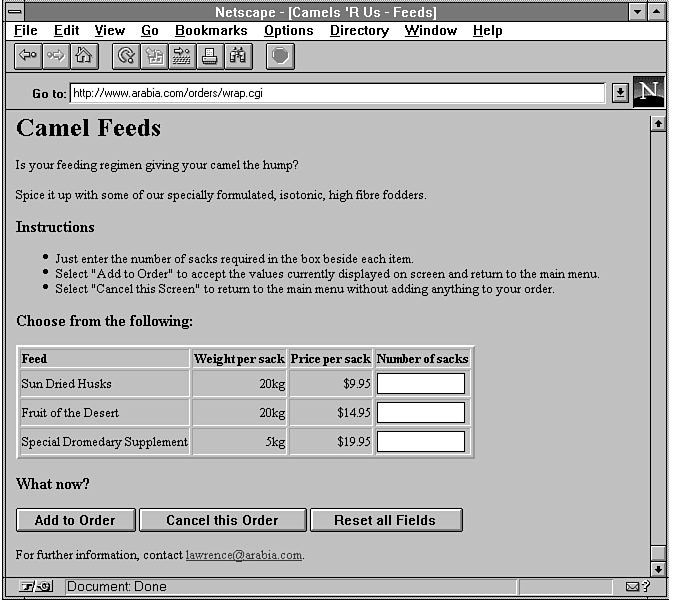 Netscape - [Camels 'R Us - Feeds]
File Edit View Go Bookmarks Options Directory Window Help
Go to: http://www.arabia.com/orders/wrap.cgi
N
Camel Feeds
Is your feeding regimen giving your camel the hump?
Spice it up with some of our specially formulated, isotonic, high fibre fodders.
Instructions
Just enter the number of sacks required in the box beside each item.
Select "Add to Order" to accept the values currently displayed on screen and return to the main menu.
Select "Cancel this Screen" to return to the main menu without adding anything to your order.
Choose from the following:
Feed Weight per sack Price per sack Number of sacks
Sun Dried Husks 20kg $9.95
Fruit of the Desert 20kg $14.95
Special Dromedary Supplement 5kg $19.95
What now?
Add to Order Cancel this Order Reset all Fields
For further information, contact lawrence@arabia.com.
Document: Done ?